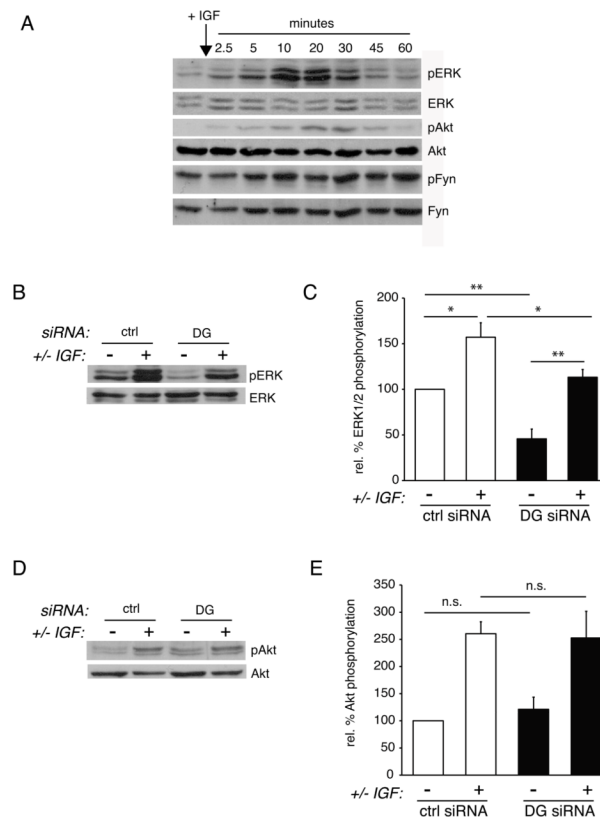 A
+ IGF
minutes
2.5 5 10 20 30 45 60
pERK
ERK
pAkt
Akt
pFyn
Fyn
B
siRNA: ctrl DG
+/- IGF: - + - +
pERK
ERK
C
rel. % ERK1/2 phosphorylation
200
150
100
50
0
**
* *
**
+/- IGF: - + - +
ctrl siRNA DG siRNA
D
siRNA: ctrl DG
+/- IGF: - + - +
pAkt
Akt
E
rel. % Akt phosphorylation
350
300
250
200
150
100
50
0
n.s. n.s.
+/- IGF: - + - +
ctrl siRNA DG siRNA